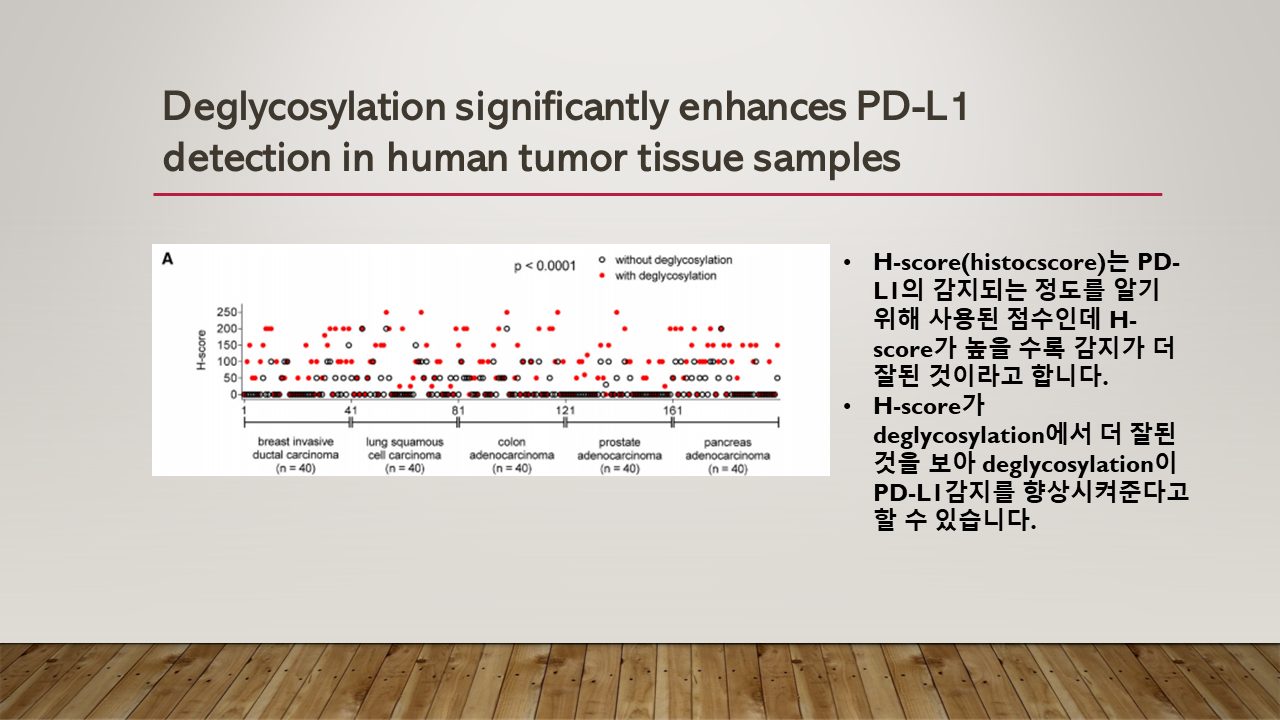 Deglycosylation significantly enhances PD-L1
detection in human tumor tissue samples
A
p < 0.0001
without deglycosylation
with deglycosylation
H-score
250
200
150
100
50
0
1 41 81 121 161
breast invasive
ductal carcinoma
(n = 40)
lung squamous
cell carcinoma
(n = 40)
colon
adenocarcinoma
(n = 40)
prostate
adenocarcinoma
(n = 40)
pancreas
adenocarcinoma
(n = 40)
• H-score(histocscore)는 PD-
L1의 감지되는 정도를 알기
위해 사용된 점수인데 H-
score가 높을 수록 감지가 더
잘된 것이라고 합니다.
• H-score가
deglycosylation에서 더 잘된
것을 보아 deglycosylation이
PD-L1감지를 향상시켜준다고
할 수 있습니다.